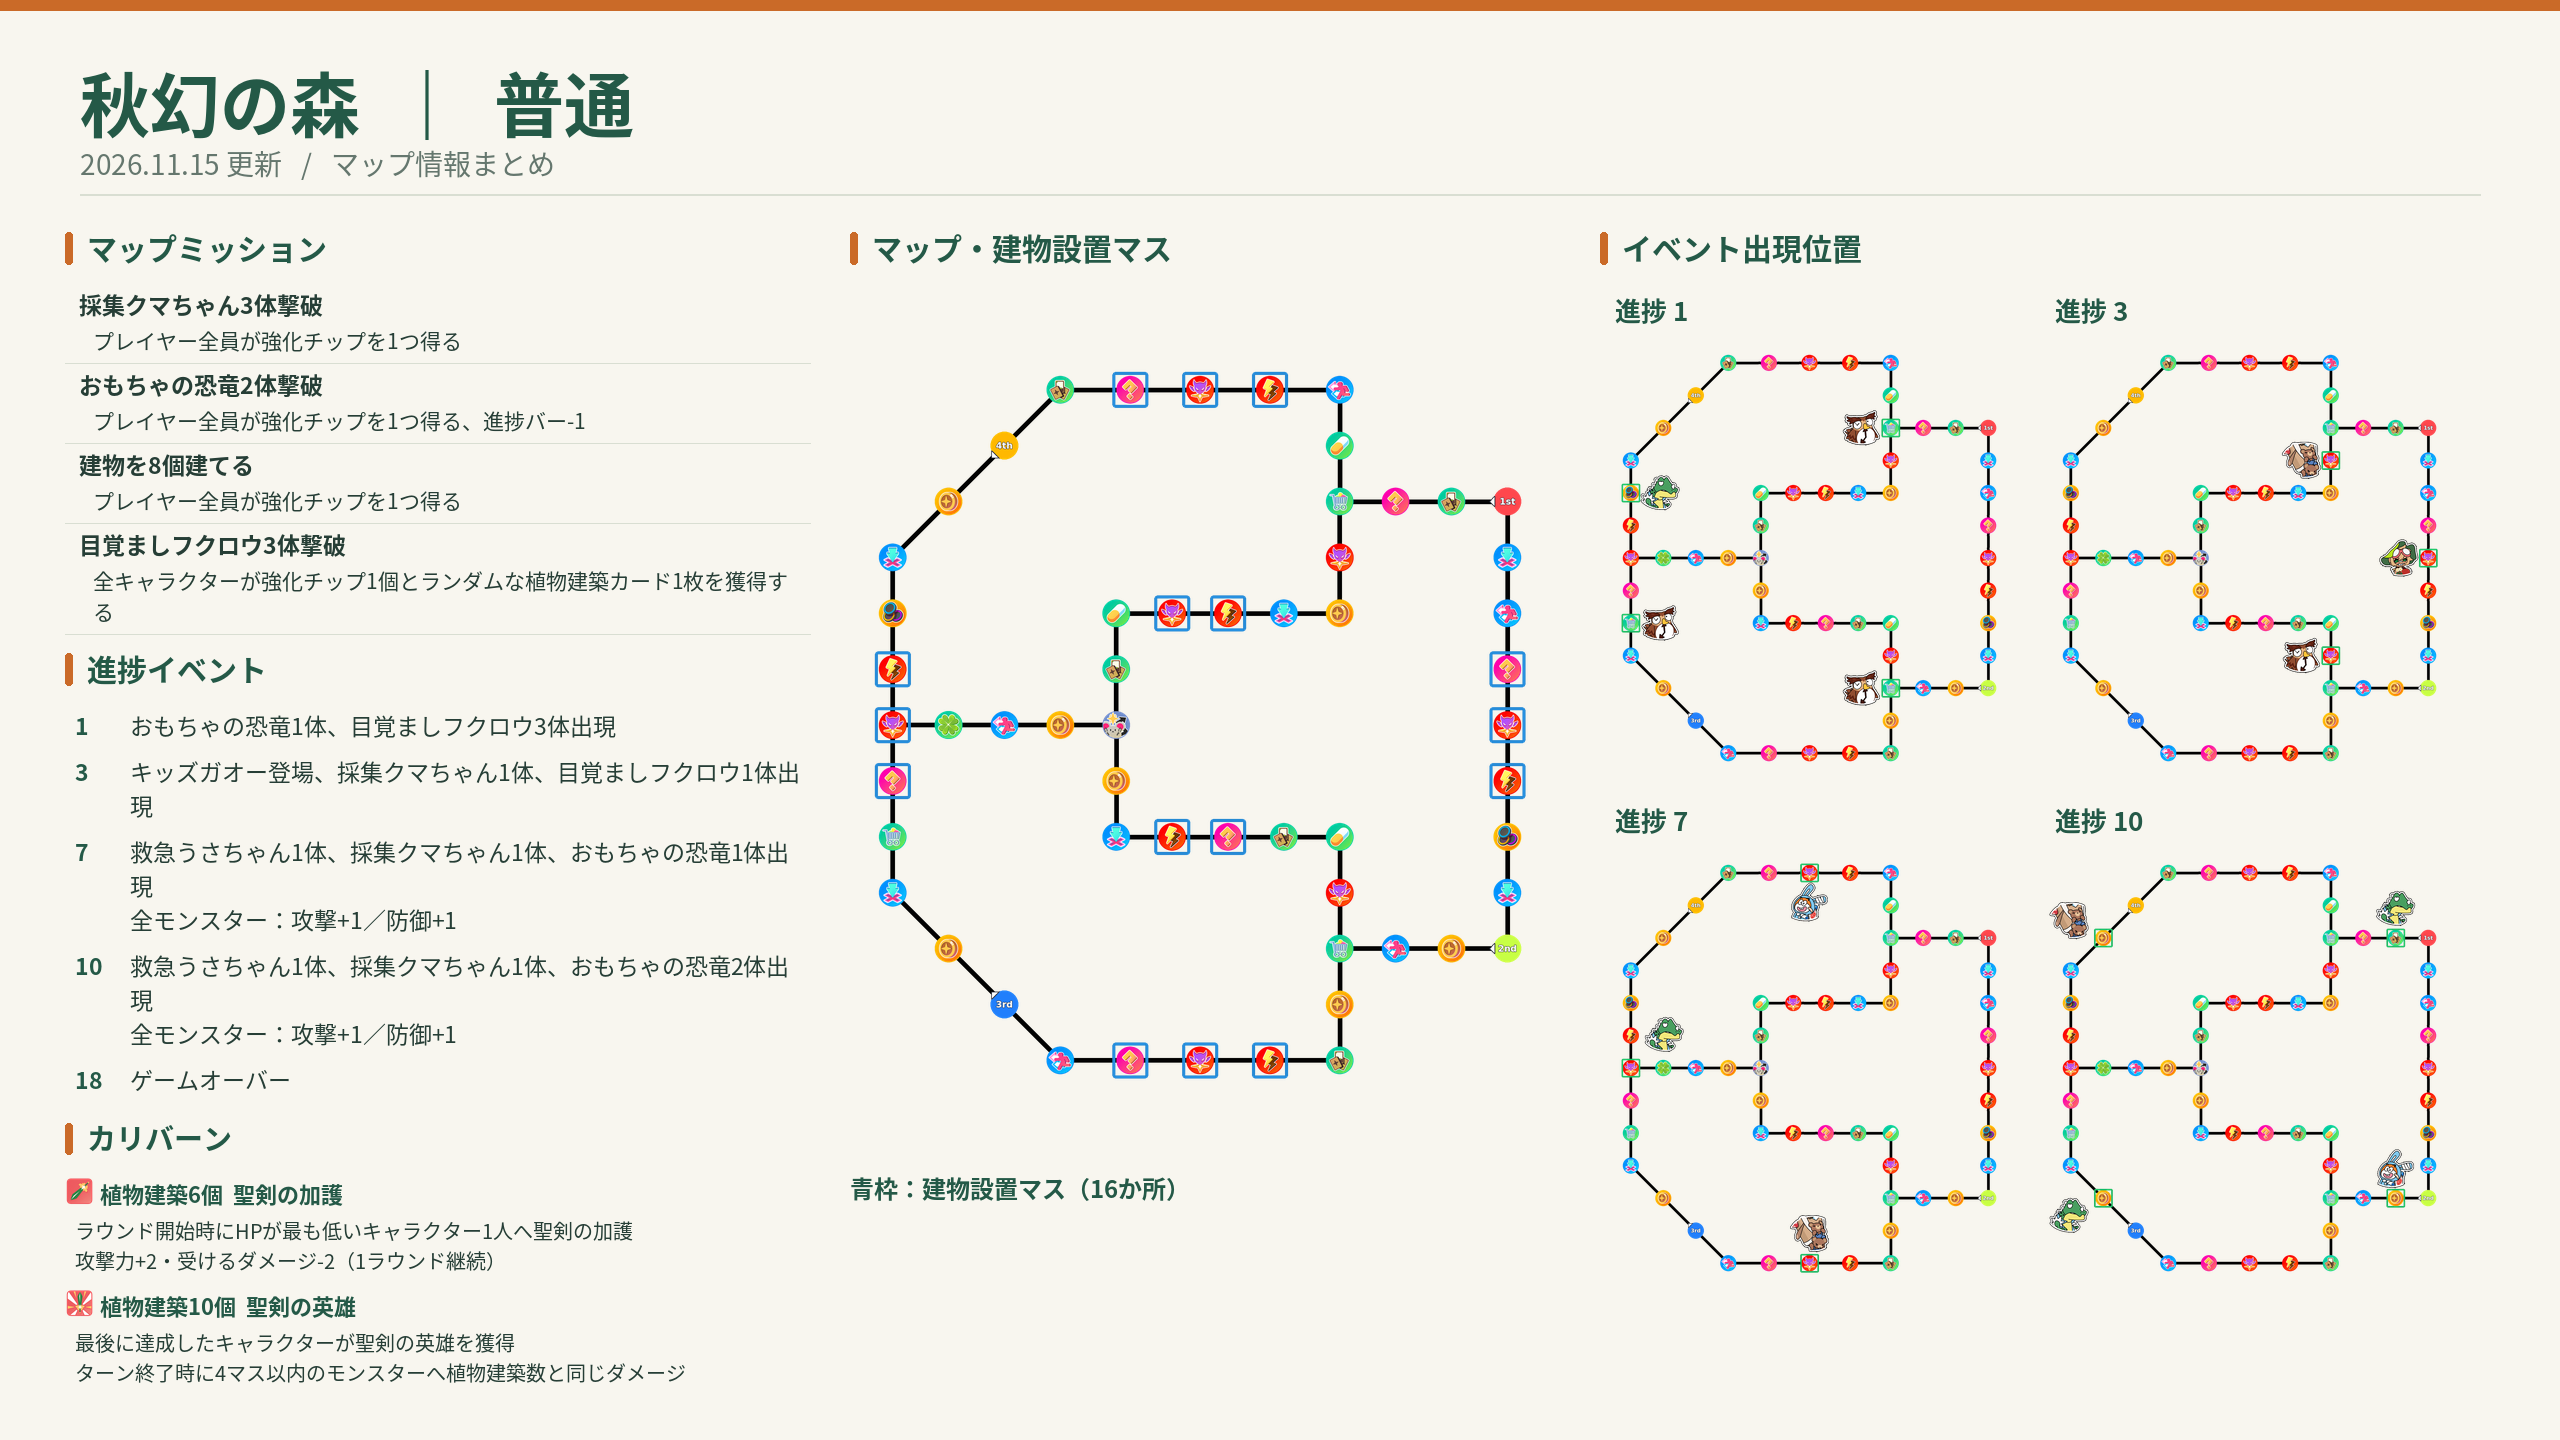 秋幻の森 ｜ 普通
2026.11.15 更新 / マップ情報まとめ
マップミッション
採集クマちゃん3体撃破
プレイヤー全員が強化チップを1つ得る
おもちゃの恐竜2体撃破
プレイヤー全員が強化チップを1つ得る、進捗バー-1
建物を8個建てる
プレイヤー全員が強化チップを1つ得る
目覚ましフクロウ3体撃破
全キャラクターが強化チップ1個とランダムな植物建築カード1枚を獲得す
る
進捗イベント
1 おもちゃの恐竜1体、目覚ましフクロウ3体出現
3 キッズガオー登場、採集クマちゃん1体、目覚ましフクロウ1体出
現
7 救急うさちゃん1体、採集クマちゃん1体、おもちゃの恐竜1体出
現
全モンスター：攻撃+1／防御+1
10 救急うさちゃん1体、採集クマちゃん1体、おもちゃの恐竜2体出
現
全モンスター：攻撃+1／防御+1
18 ゲームオーバー
カリバーン
植物建築6個 聖剣の加護
ラウンド開始時にHPが最も低いキャラクター1人へ聖剣の加護
攻撃力+2・受けるダメージ-2（1ラウンド継続）
植物建築10個 聖剣の英雄
最後に達成したキャラクターが聖剣の英雄を獲得
ターン終了時に4マス以内のモンスターへ植物建築数と同じダメージ
マップ・建物設置マス
4th
1st
2nd
3rd
青枠：建物設置マス（16か所）
イベント出現位置
進捗 1
4th
1st
2nd
3rd
進捗 3
4th
1st
2nd
3rd
進捗 7
4th
1st
2nd
3rd
進捗 10
4th
1st
2nd
3rd